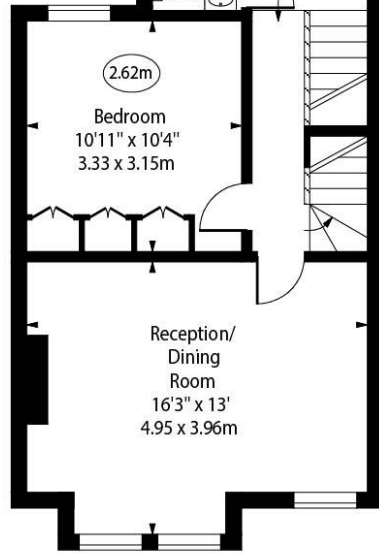 2.62m
Bedroom
10'11" x 10'4"
3.33 x 3.15m
Reception/
Dining
Room
16'3" x 13'
4.95 x 3.96m